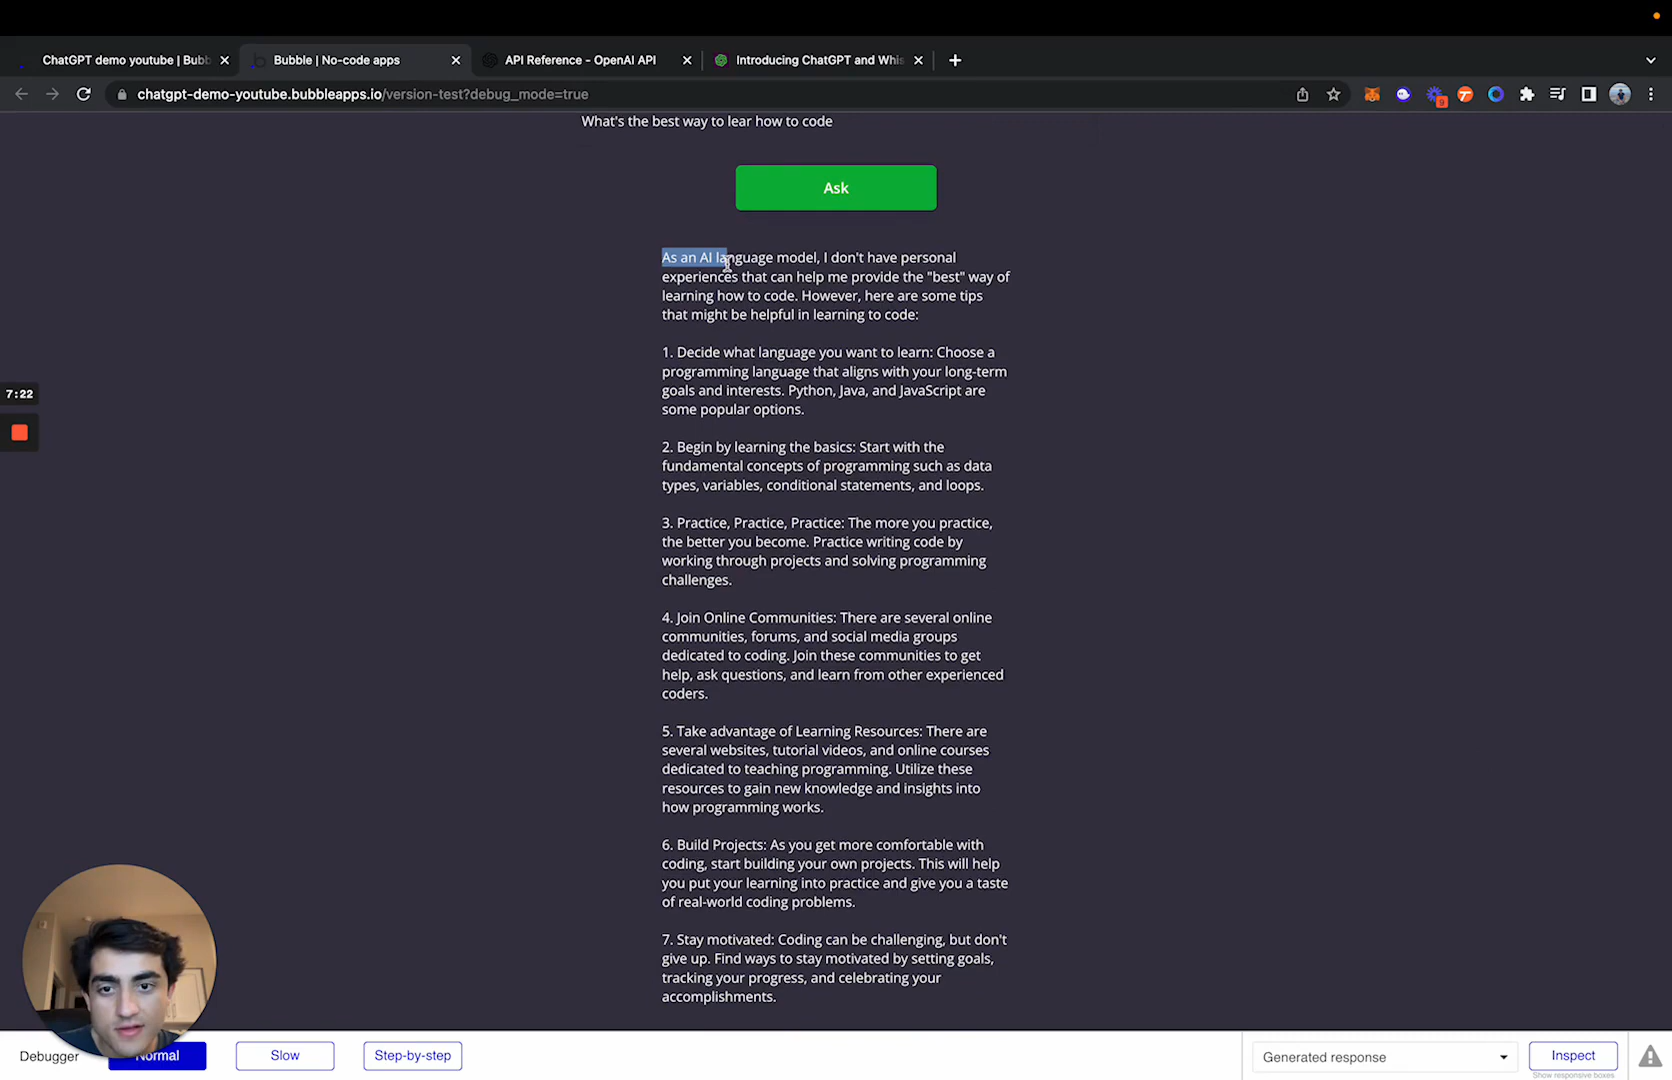 ChatGPT demo youtube | Bubb
Bubble | No-code apps
API Reference - OpenAI API
Introducing ChatGPT and Whis
chatgpt-demo-youtube.bubbleapps.io/version-test?debug_mode=true
What's the best way to lear how to code
Ask
As an AI language model, I don't have personal
experiences that can help me provide the "best" way of
learning how to code. However, here are some tips
that might be helpful in learning to code:
1. Decide what language you want to learn: Choose a
programming language that aligns with your long-term
goals and interests. Python, Java, and JavaScript are
some popular options.
7:22
2. Begin by learning the basics: Start with the
fundamental concepts of programming such as data
types, variables, conditional statements, and loops.
3. Practice, Practice, Practice: The more you practice,
the better you become. Practice writing code by
working through projects and solving programming
challenges.
4. Join Online Communities: There are several online
communities, forums, and social media groups
dedicated to coding. Join these communities to get
help, ask questions, and learn from other experienced
coders.
5. Take advantage of Learning Resources: There are
several websites, tutorial videos, and online courses
dedicated to teaching programming. Utilize these
resources to gain new knowledge and insights into
how programming works.
6. Build Projects: As you get more comfortable with
coding, start building your own projects. This will help
you put your learning into practice and give you a taste
of real-world coding problems.
7. Stay motivated: Coding can be challenging, but don't
give up. Find ways to stay motivated by setting goals,
tracking your progress, and celebrating your
accomplishments.
Debugger
Normal
Slow
Step-by-step
Generated response
Inspect
Show responsive boxes